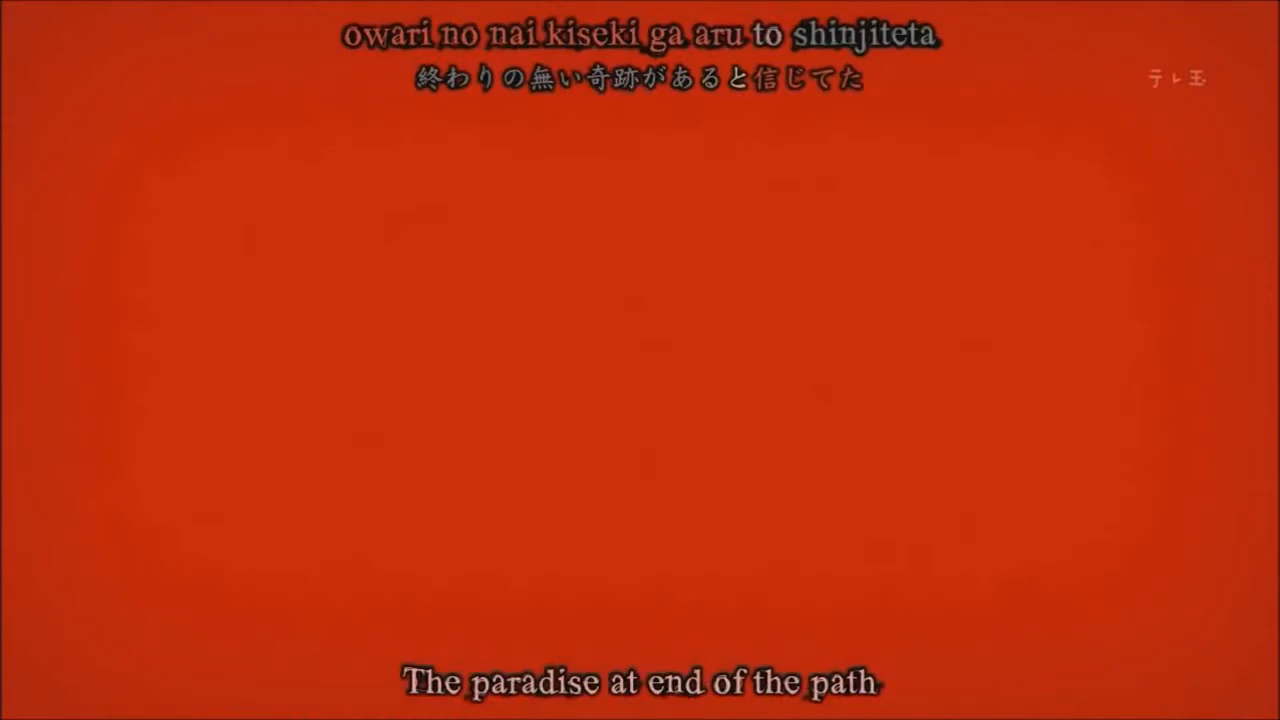 owari no nai kiseki ga aru to shinjiteta
終わりの無い奇跡があると信じてた
テレ玉
The paradise at end of the path